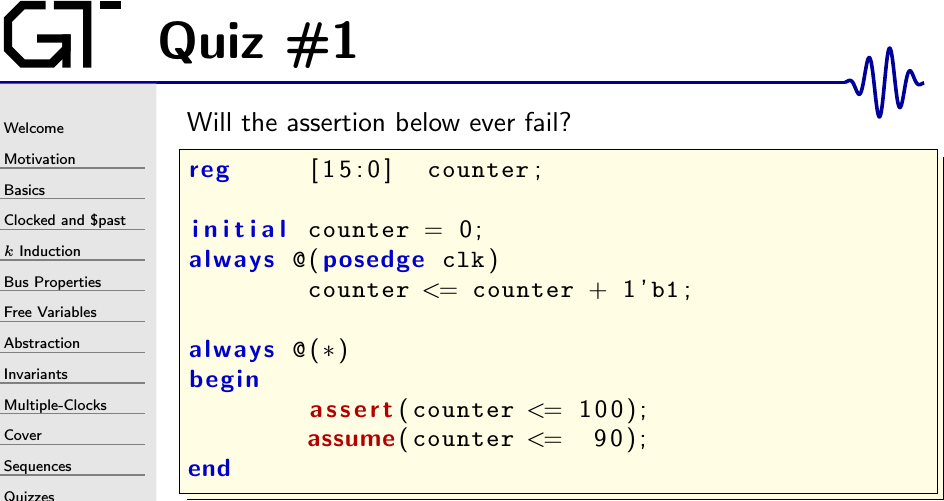 GT
Quiz #1
Welcome
Motivation
Basics
Clocked and $past
k Induction
Bus Properties
Free Variables
Abstraction
Invariants
Multiple-Clocks
Cover
Sequences
Quizzes
Will the assertion below ever fail?
reg [15:0] counter;
initial counter = 0;
always @(posedge clk)
counter <= counter + 1'b1;
always @(*)
begin
assert(counter <= 100);
assume(counter <= 90);
end